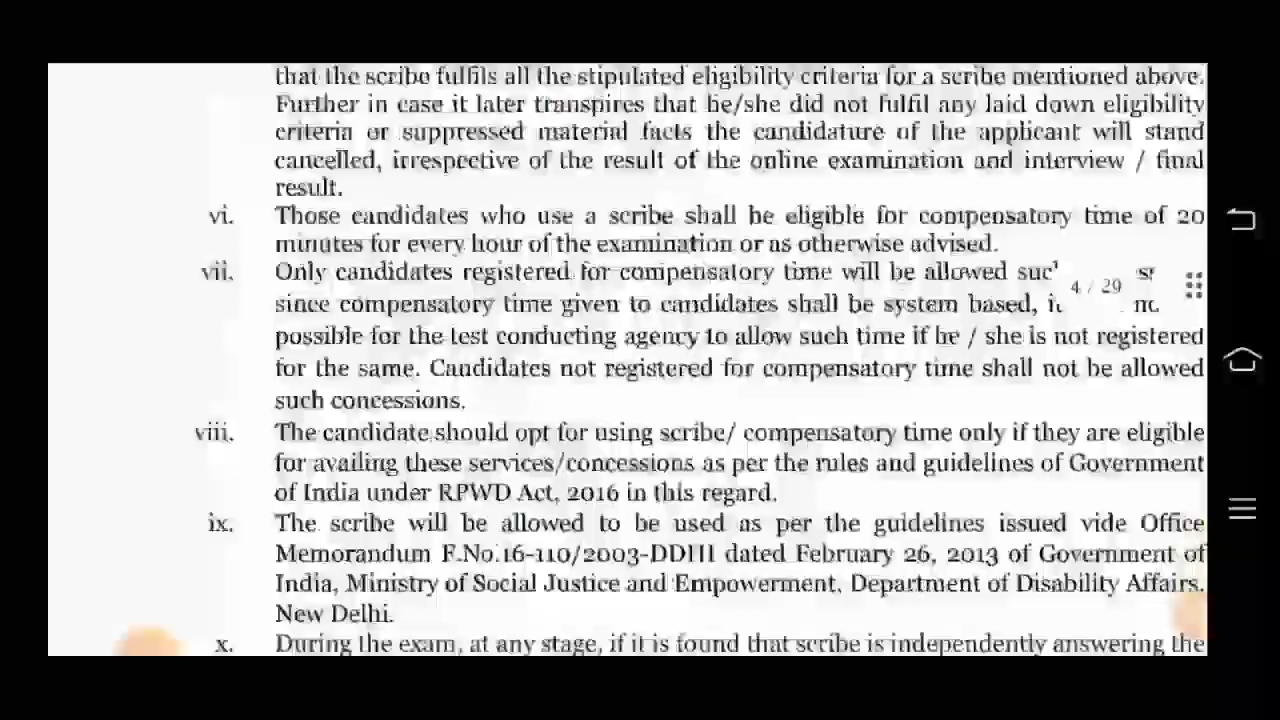 that the scribe fulfils all the stipulated eligibility criteria for a scribe mentioned above.
Further in case it later transpires that he/she did not fulfil any laid down eligibility
criteria or suppressed material facts the candidature of the applicant will stand
cancelled, irrespective of the result of the online examination and interview / final
result.
vi. Those candidates who use a scribe shall be eligible for compensatory time of 20
minutes for every hour of the examination or as otherwise advised.
vii. Only candidates registered for compensatory time will be allowed
since compensatory time given to candidates shall be system based,
4 / 29
possible for the test conducting agency to allow such time if he / she is not registered
for the same. Candidates not registered for compensatory time shall not be allowed
such concessions.
viii. The candidate should opt for using scribe/ compensatory time only if they are eligible
for availing these services/concessions as per the rules and guidelines of Government
of India under RPWD Act, 2016 in this regard.
ix. The scribe will be allowed to be used as per the guidelines issued vide Office
Memorandum F.No.16-110/2003-DDIII dated February 26, 2013 of Government of
India, Ministry of Social Justice and Empowerment, Department of Disability Affairs,
New Delhi.
x. During the exam, at any stage, if it is found that scribe is independently answering the